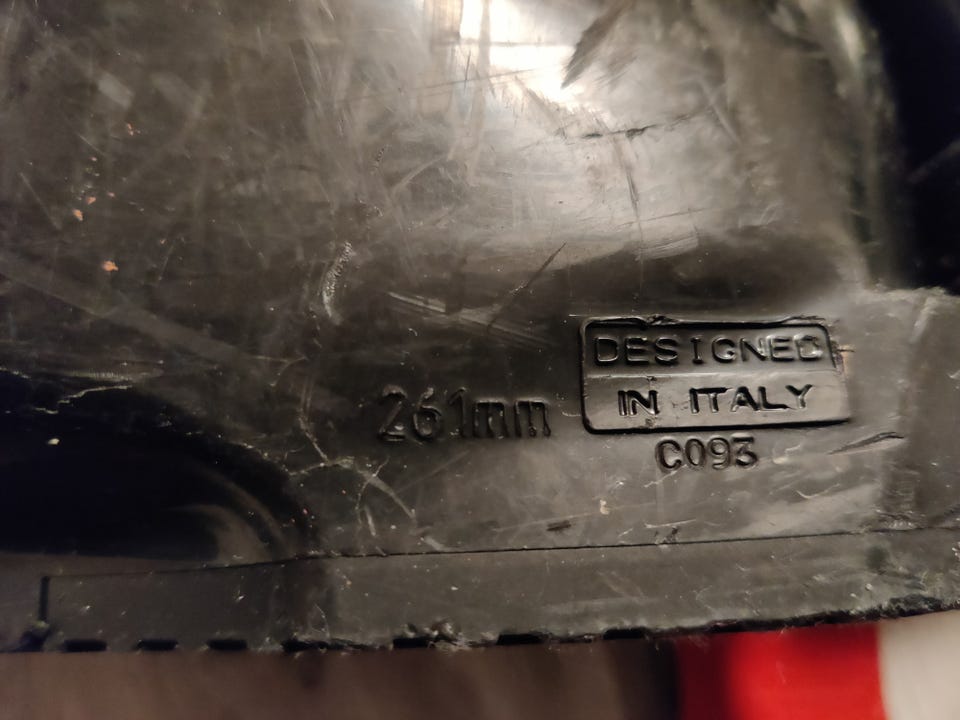 261mm
DESIGNED
IN ITALY
C093